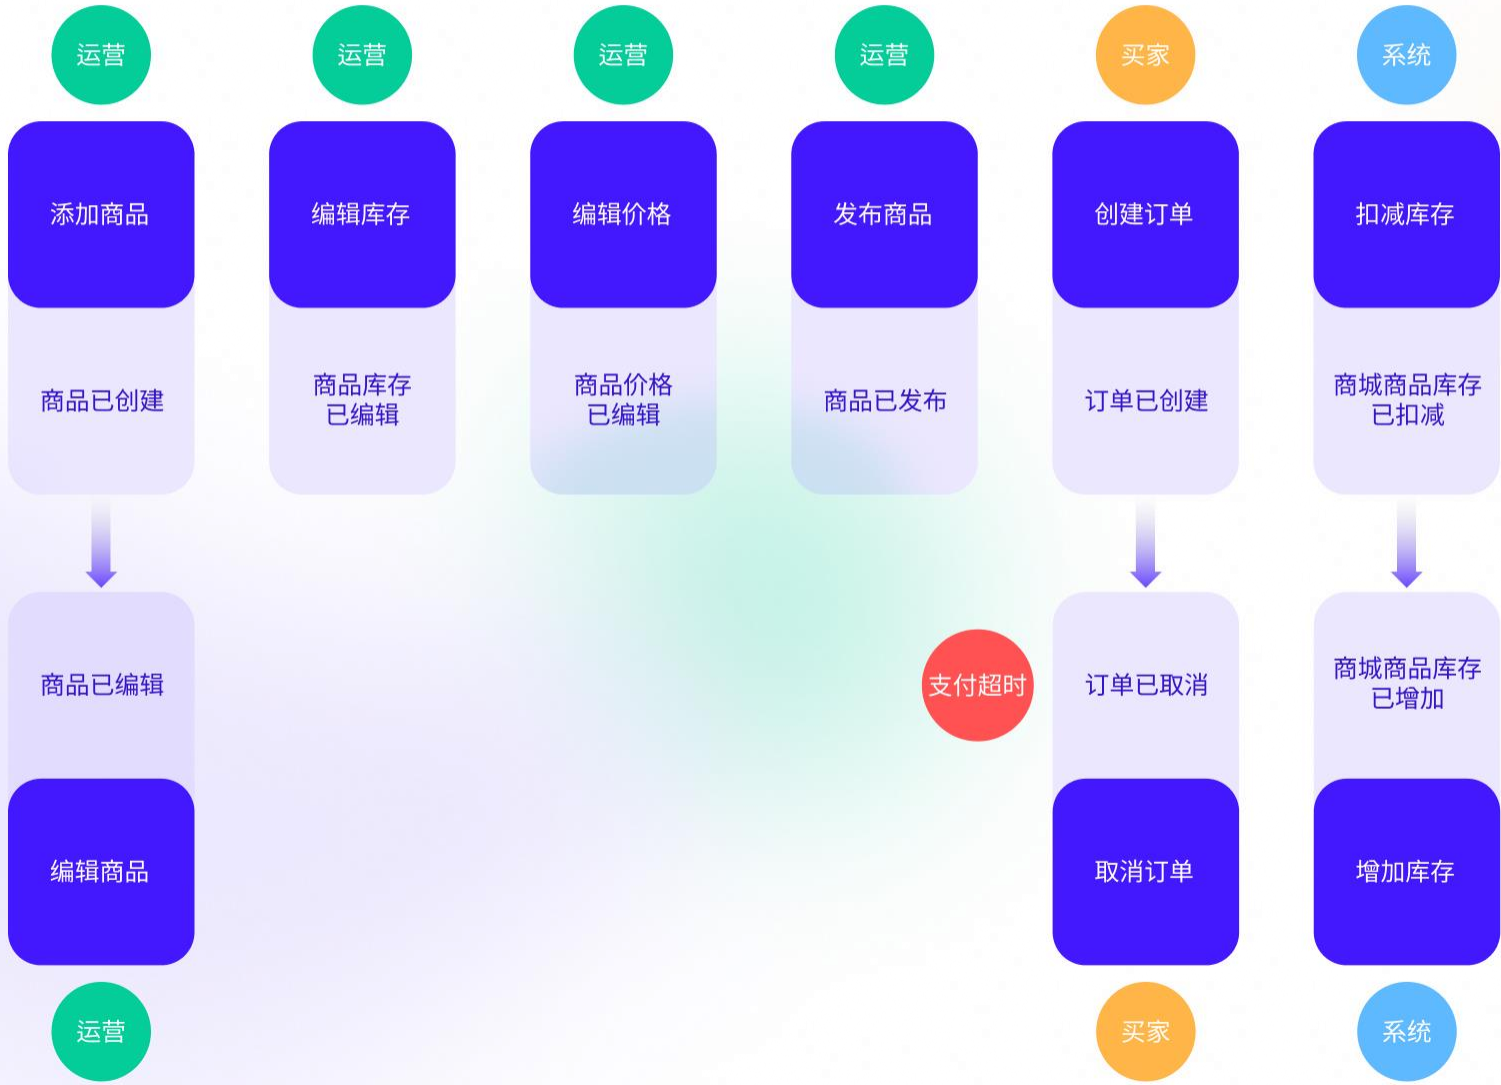 运营
运营
运营
运营
买家
系统
添加商品
编辑库存
编辑价格
发布商品
创建订单
扣减库存
商品已创建
商品库存
已编辑
商品价格
已编辑
商品已发布
订单已创建
商城商品库存
已扣减
商品已编辑
支付超时
订单已取消
商城商品库存
已增加
编辑商品
取消订单
增加库存
运营
买家
系统